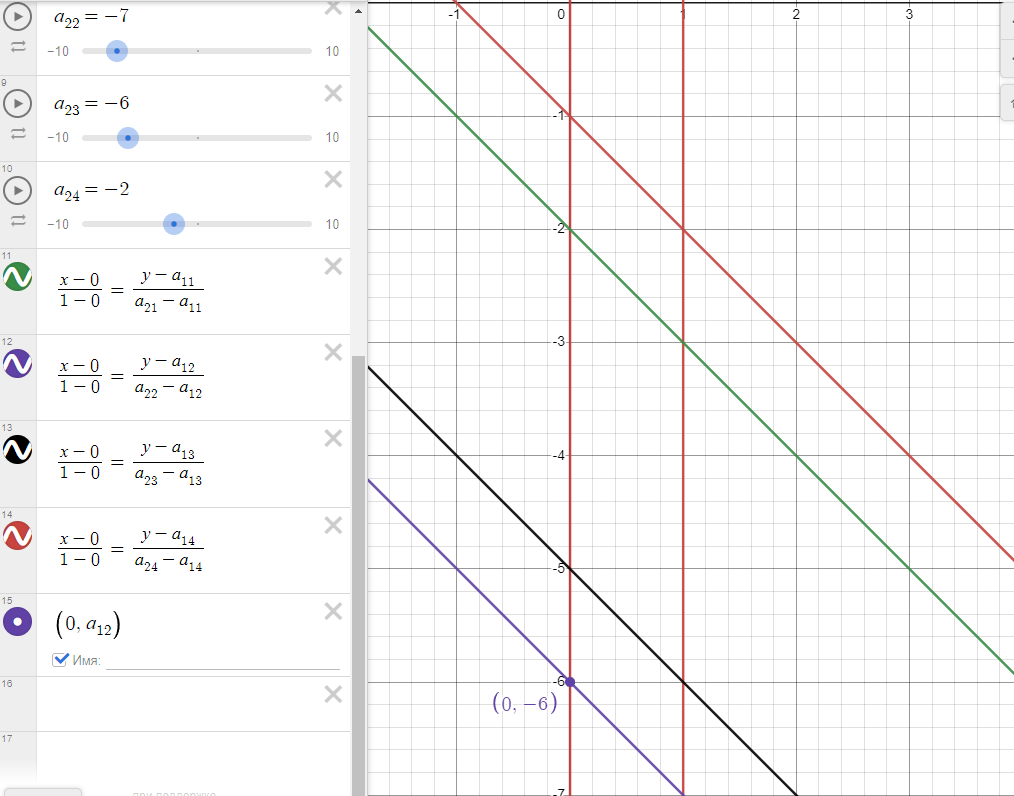 a₂₂ = −7
−10 10
9
a₂₃ = −6
−10 10
10
a₂₄ = −2
−10 10
11
(x − 0)/(1 − 0) = (y − a₁₁)/(a₂₁ − a₁₁)
12
(x − 0)/(1 − 0) = (y − a₁₂)/(a₂₂ − a₁₂)
13
(x − 0)/(1 − 0) = (y − a₁₃)/(a₂₃ − a₁₃)
14
(x − 0)/(1 − 0) = (y − a₁₄)/(a₂₄ − a₁₄)
15
(0, a₁₂)
Имя:
16
17
при поддержке
-1 0 1 2 3
-1
-2
-3
-4
-5
-6
(0, −6)
-7